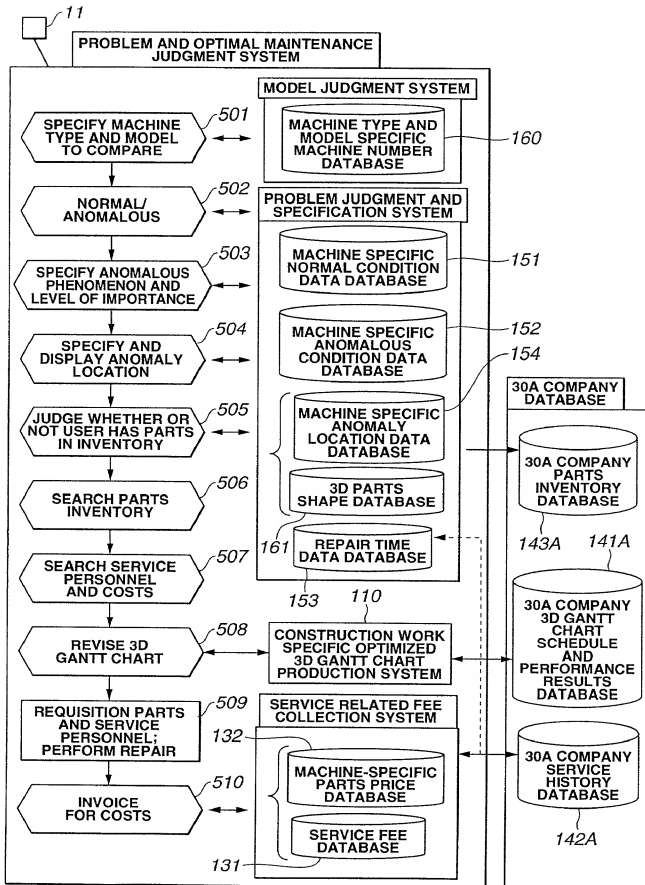 11
PROBLEM AND OPTIMAL MAINTENANCE
JUDGMENT SYSTEM
MODEL JUDGMENT SYSTEM
501
SPECIFY MACHINE
TYPE AND MODEL
TO COMPARE
MACHINE TYPE AND
MODEL SPECIFIC
MACHINE NUMBER
DATABASE
160
502
NORMAL/
ANOMALOUS
PROBLEM JUDGMENT AND
SPECIFICATION SYSTEM
503
SPECIFY ANOMALOUS
PHENOMENON AND
LEVEL OF IMPORTANCE
MACHINE SPECIFIC
NORMAL CONDITION
DATA DATABASE
151
504
SPECIFY AND
DISPLAY ANOMALY
LOCATION
MACHINE SPECIFIC
ANOMALOUS
CONDITION DATA
DATABASE
152
154
505
JUDGE WHETHER OR
NOT USER HAS PARTS
IN INVENTORY
MACHINE SPECIFIC
ANOMALY
LOCATION DATA
DATABASE
30A COMPANY
DATABASE
506
SEARCH PARTS
INVENTORY
3D PARTS
SHAPE DATABASE
161
30A COMPANY
PARTS
INVENTORY
DATABASE
143A
507
SEARCH SERVICE
PERSONNEL
AND COSTS
REPAIR TIME
DATA DATABASE
153
141A
508
REVISE 3D
GANTT CHART
110
CONSTRUCTION WORK
SPECIFIC OPTIMIZED
3D GANTT CHART
PRODUCTION SYSTEM
30A COMPANY
3D GANTT
CHART
SCHEDULE
AND
PERFORMANCE
RESULTS
DATABASE
509
REQUISITION PARTS
AND SERVICE
PERSONNEL;
PERFORM REPAIR
SERVICE RELATED FEE
COLLECTION SYSTEM
132
MACHINE-SPECIFIC
PARTS PRICE
DATABASE
30A COMPANY
SERVICE
HISTORY
DATABASE
142A
510
INVOICE
FOR COSTS
SERVICE FEE
DATABASE
131